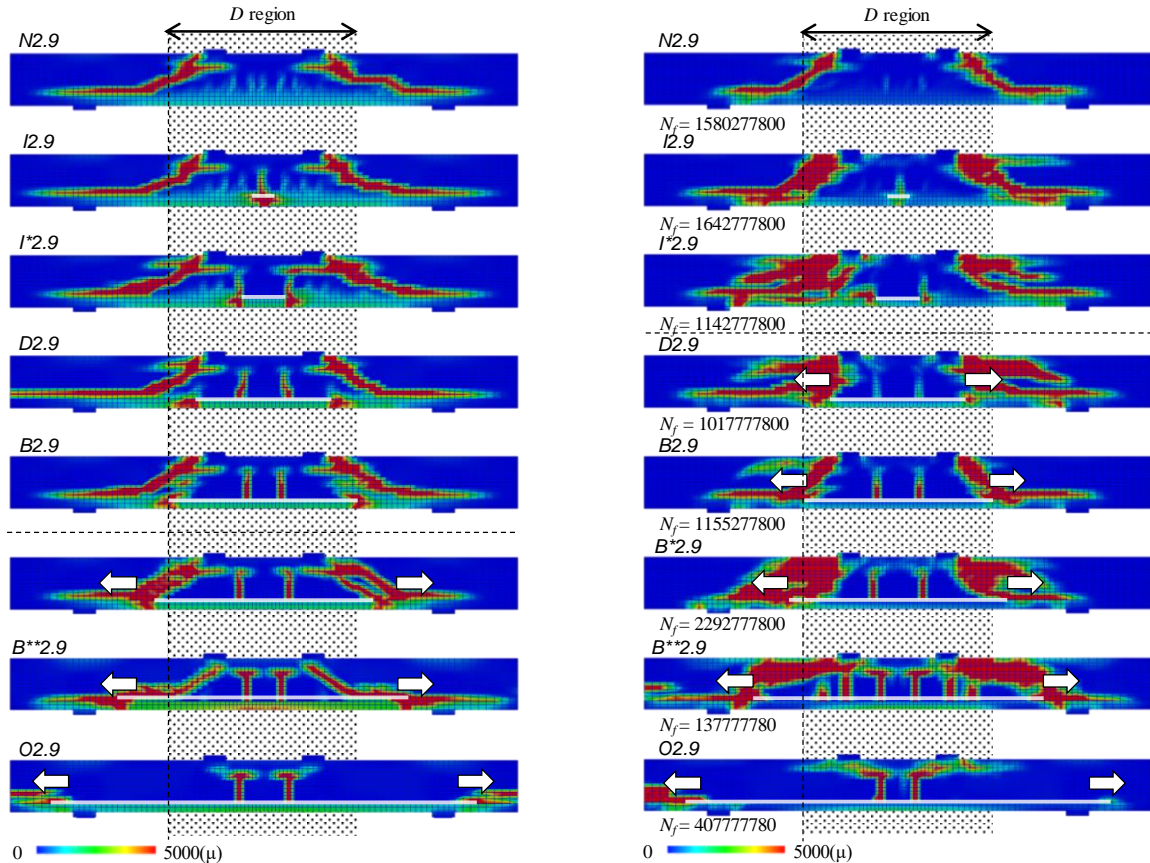 D region
N2.9
I2.9
I*2.9
D2.9
B2.9
B**2.9
O2.9
0 5000(μ)
D region
N2.9
N_f = 1580277800
I2.9
N_f = 1642777800
I*2.9
N_f = 1142777800
D2.9
N_f = 1017777800
B2.9
N_f = 1155277800
B*2.9
N_f = 2292777800
B**2.9
N_f = 137777780
O2.9
N_f = 407777780
0 5000(μ)